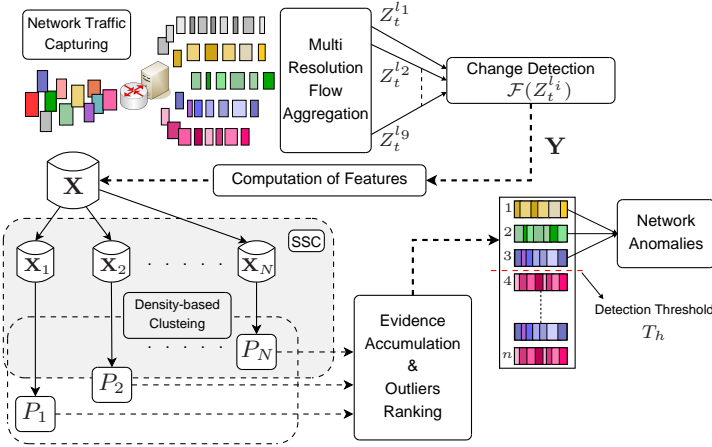 Network Traffic
Capturing
Multi
Resolution
Flow
Aggregation
Z_t^{l_1}
Z_t^{l_2}
Z_t^{l_9}
Change Detection
F(Z_t^{l_i})
Y
Computation of Features
X
SSC
X_1
X_2
. . . . .
X_N
Density-based
Clusteing
. . . . .
P_N
P_2
P_1
Evidence
Accumulation
&
Outliers
Ranking
1
2
3
4
n
Network
Anomalies
Detection Threshold
T_h